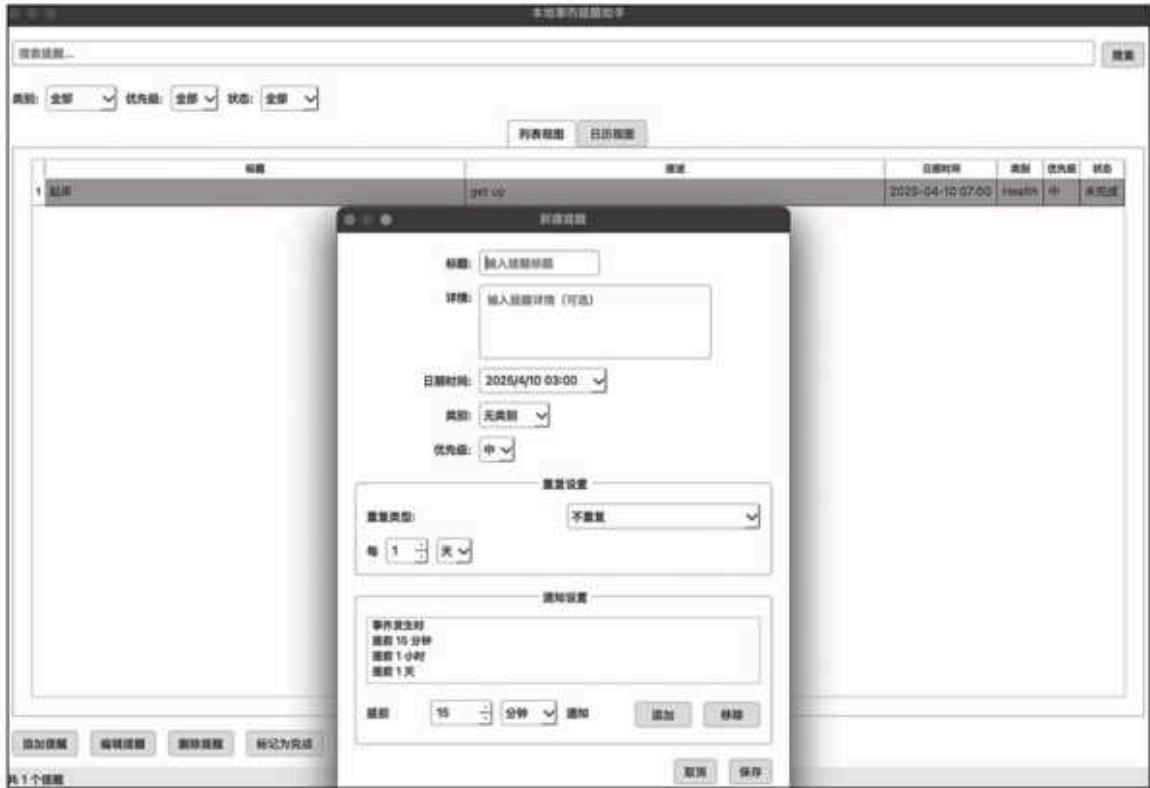 本地事历提醒助手
搜索提醒... 搜索
类别: 全部 优先级: 全部 状态: 全部
列表视图 日历视图
标题 描述 日期时间 类别 优先级 状态
1 起床 get up 2025-04-10 07:00 Health 中 未完成
新建提醒
标题: 输入提醒标题
详情: 输入提醒详情（可选）
日期时间: 2025/4/10 03:00
类别: 无类别
优先级: 中
重复设置
重复类型: 不重复
每 1 天
通知设置
事件发生时
提前 15 分钟
提前 1 小时
提前 1 天
提前 15 分钟 通知 添加 移除
添加提醒 编辑提醒 删除提醒 标记为完成
取消 保存
共 1 个提醒